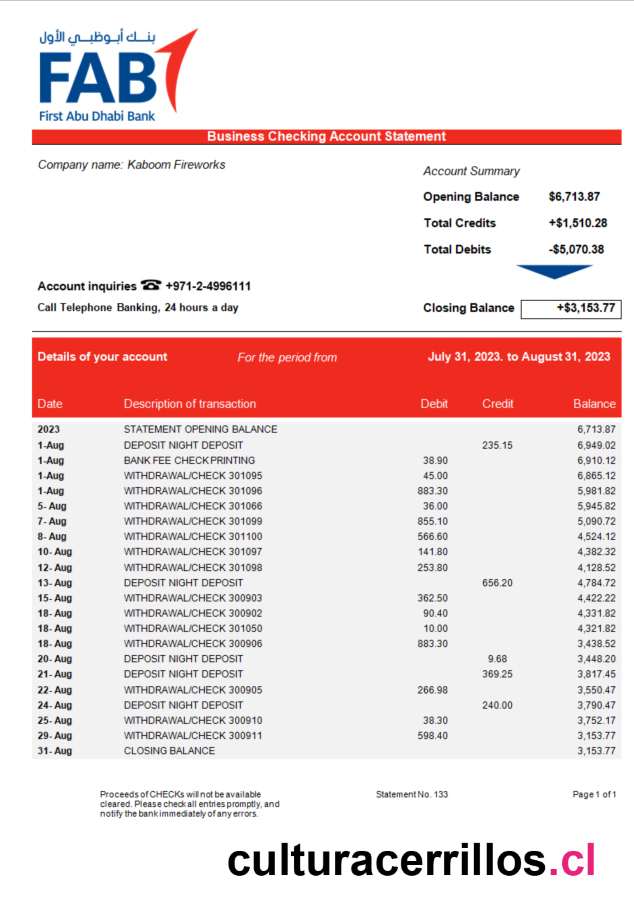 بنك أبوظبي الأول
FAB
First Abu Dhabi Bank
Business Checking Account Statement
Company name: Kaboom Fireworks
Account Summary
Opening Balance $6,713.87
Total Credits +$1,510.28
Total Debits -$5,070.38
Account inquiries ☎ +971-2-4996111
Call Telephone Banking, 24 hours a day
Closing Balance +$3,153.77
Details of your account For the period from July 31, 2023. to August 31, 2023
Date Description of transaction Debit Credit Balance
2023 STATEMENT OPENING BALANCE 6,713.87
1-Aug DEPOSIT NIGHT DEPOSIT 235.15 6,949.02
1-Aug BANK FEE CHECK PRINTING 38.90 6,910.12
1-Aug WITHDRAWAL/CHECK 301095 45.00 6,865.12
1-Aug WITHDRAWAL/CHECK 301096 883.30 5,981.82
5- Aug WITHDRAWAL/CHECK 301066 36.00 5,945.82
7- Aug WITHDRAWAL/CHECK 301099 855.10 5,090.72
8- Aug WITHDRAWAL/CHECK 301100 566.60 4,524.12
10- Aug WITHDRAWAL/CHECK 301097 141.80 4,382.32
12- Aug WITHDRAWAL/CHECK 301098 253.80 4,128.52
13- Aug DEPOSIT NIGHT DEPOSIT 656.20 4,784.72
15- Aug WITHDRAWAL/CHECK 300903 362.50 4,422.22
18- Aug WITHDRAWAL/CHECK 300902 90.40 4,331.82
18- Aug WITHDRAWAL/CHECK 301050 10.00 4,321.82
18- Aug WITHDRAWAL/CHECK 300906 883.30 3,438.52
20- Aug DEPOSIT NIGHT DEPOSIT 9.68 3,448.20
21- Aug DEPOSIT NIGHT DEPOSIT 369.25 3,817.45
22- Aug WITHDRAWAL/CHECK 300905 266.98 3,550.47
24- Aug DEPOSIT NIGHT DEPOSIT 240.00 3,790.47
25- Aug WITHDRAWAL/CHECK 300910 38.30 3,752.17
29- Aug WITHDRAWAL/CHECK 300911 598.40 3,153.77
31- Aug CLOSING BALANCE 3,153.77
Proceeds of CHECKs will not be available
cleared. Please check all entries promptly, and
notify the bank immediately of any errors.
Statement No. 133
Page 1 of 1
culturacerrillos.cl